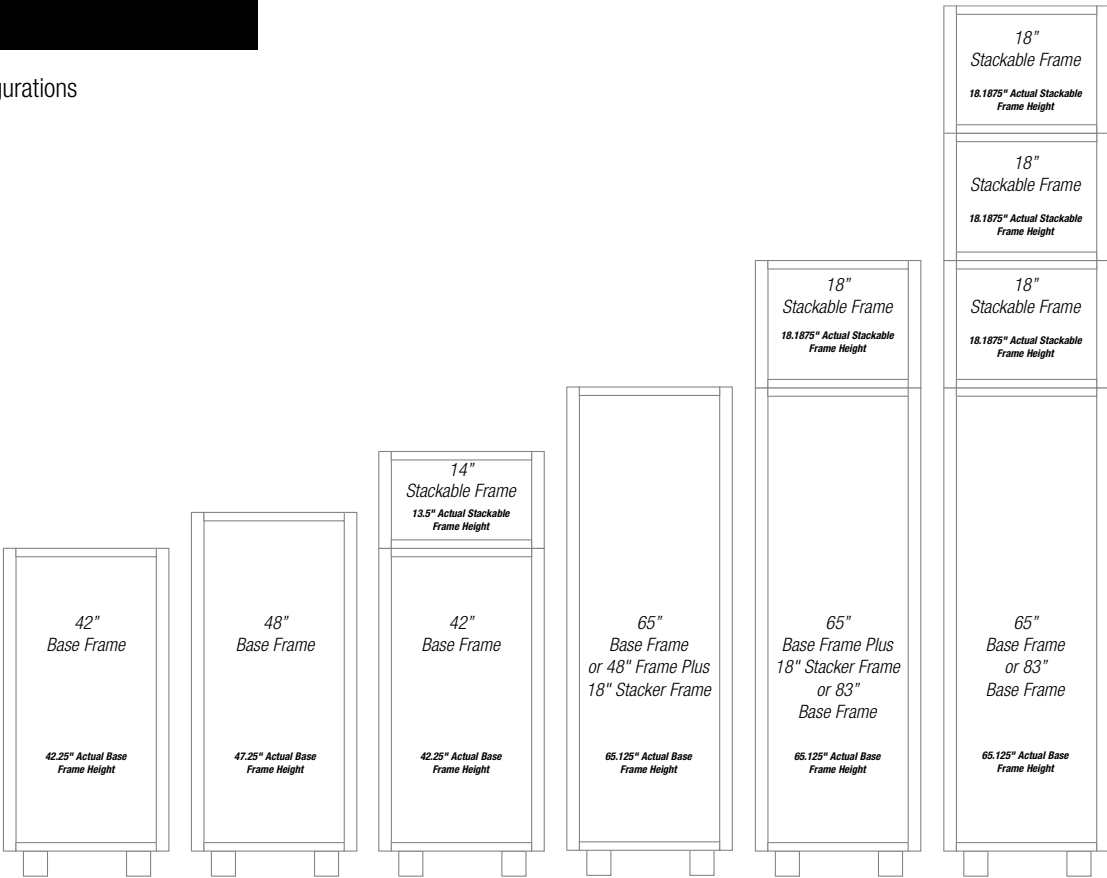 gurations
42”
Base Frame
42.25" Actual Base
Frame Height
48”
Base Frame
47.25" Actual Base
Frame Height
14”
Stackable Frame
13.5" Actual Stackable
Frame Height
42”
Base Frame
42.25" Actual Base
Frame Height
65”
Base Frame
or 48" Frame Plus
18" Stacker Frame
65.125" Actual Base
Frame Height
18”
Stackable Frame
18.1875" Actual Stackable
Frame Height
65”
Base Frame Plus
18" Stacker Frame
or 83”
Base Frame
65.125" Actual Base
Frame Height
18”
Stackable Frame
18.1875" Actual Stackable
Frame Height
18”
Stackable Frame
18.1875" Actual Stackable
Frame Height
18”
Stackable Frame
18.1875" Actual Stackable
Frame Height
65”
Base Frame
or 83”
Base Frame
65.125" Actual Base
Frame Height